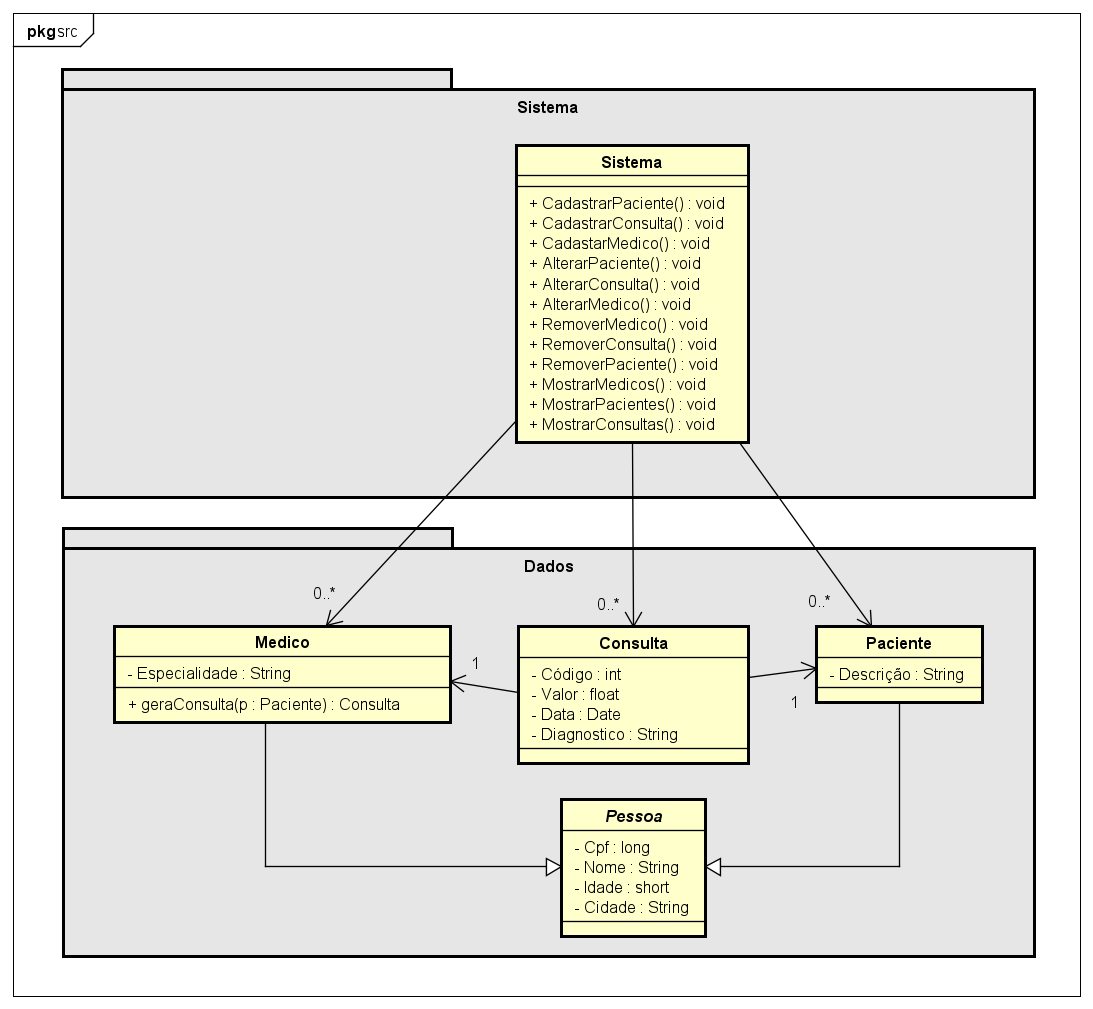 pkg src
Sistema
Sistema
+ CadastrarPaciente() : void
+ CadastrarConsulta() : void
+ CadastarMedico() : void
+ AlterarPaciente() : void
+ AlterarConsulta() : void
+ AlterarMedico() : void
+ RemoverMedico() : void
+ RemoverConsulta() : void
+ RemoverPaciente() : void
+ MostrarMedicos() : void
+ MostrarPacientes() : void
+ MostrarConsultas() : void
Dados
0..*
0..*
0..*
Medico
- Especialidade : String
+ geraConsulta(p : Paciente) : Consulta
1
Consulta
- Código : int
- Valor : float
- Data : Date
- Diagnostico : String
Paciente
- Descrição : String
1
Pessoa
- Cpf : long
- Nome : String
- Idade : short
- Cidade : String